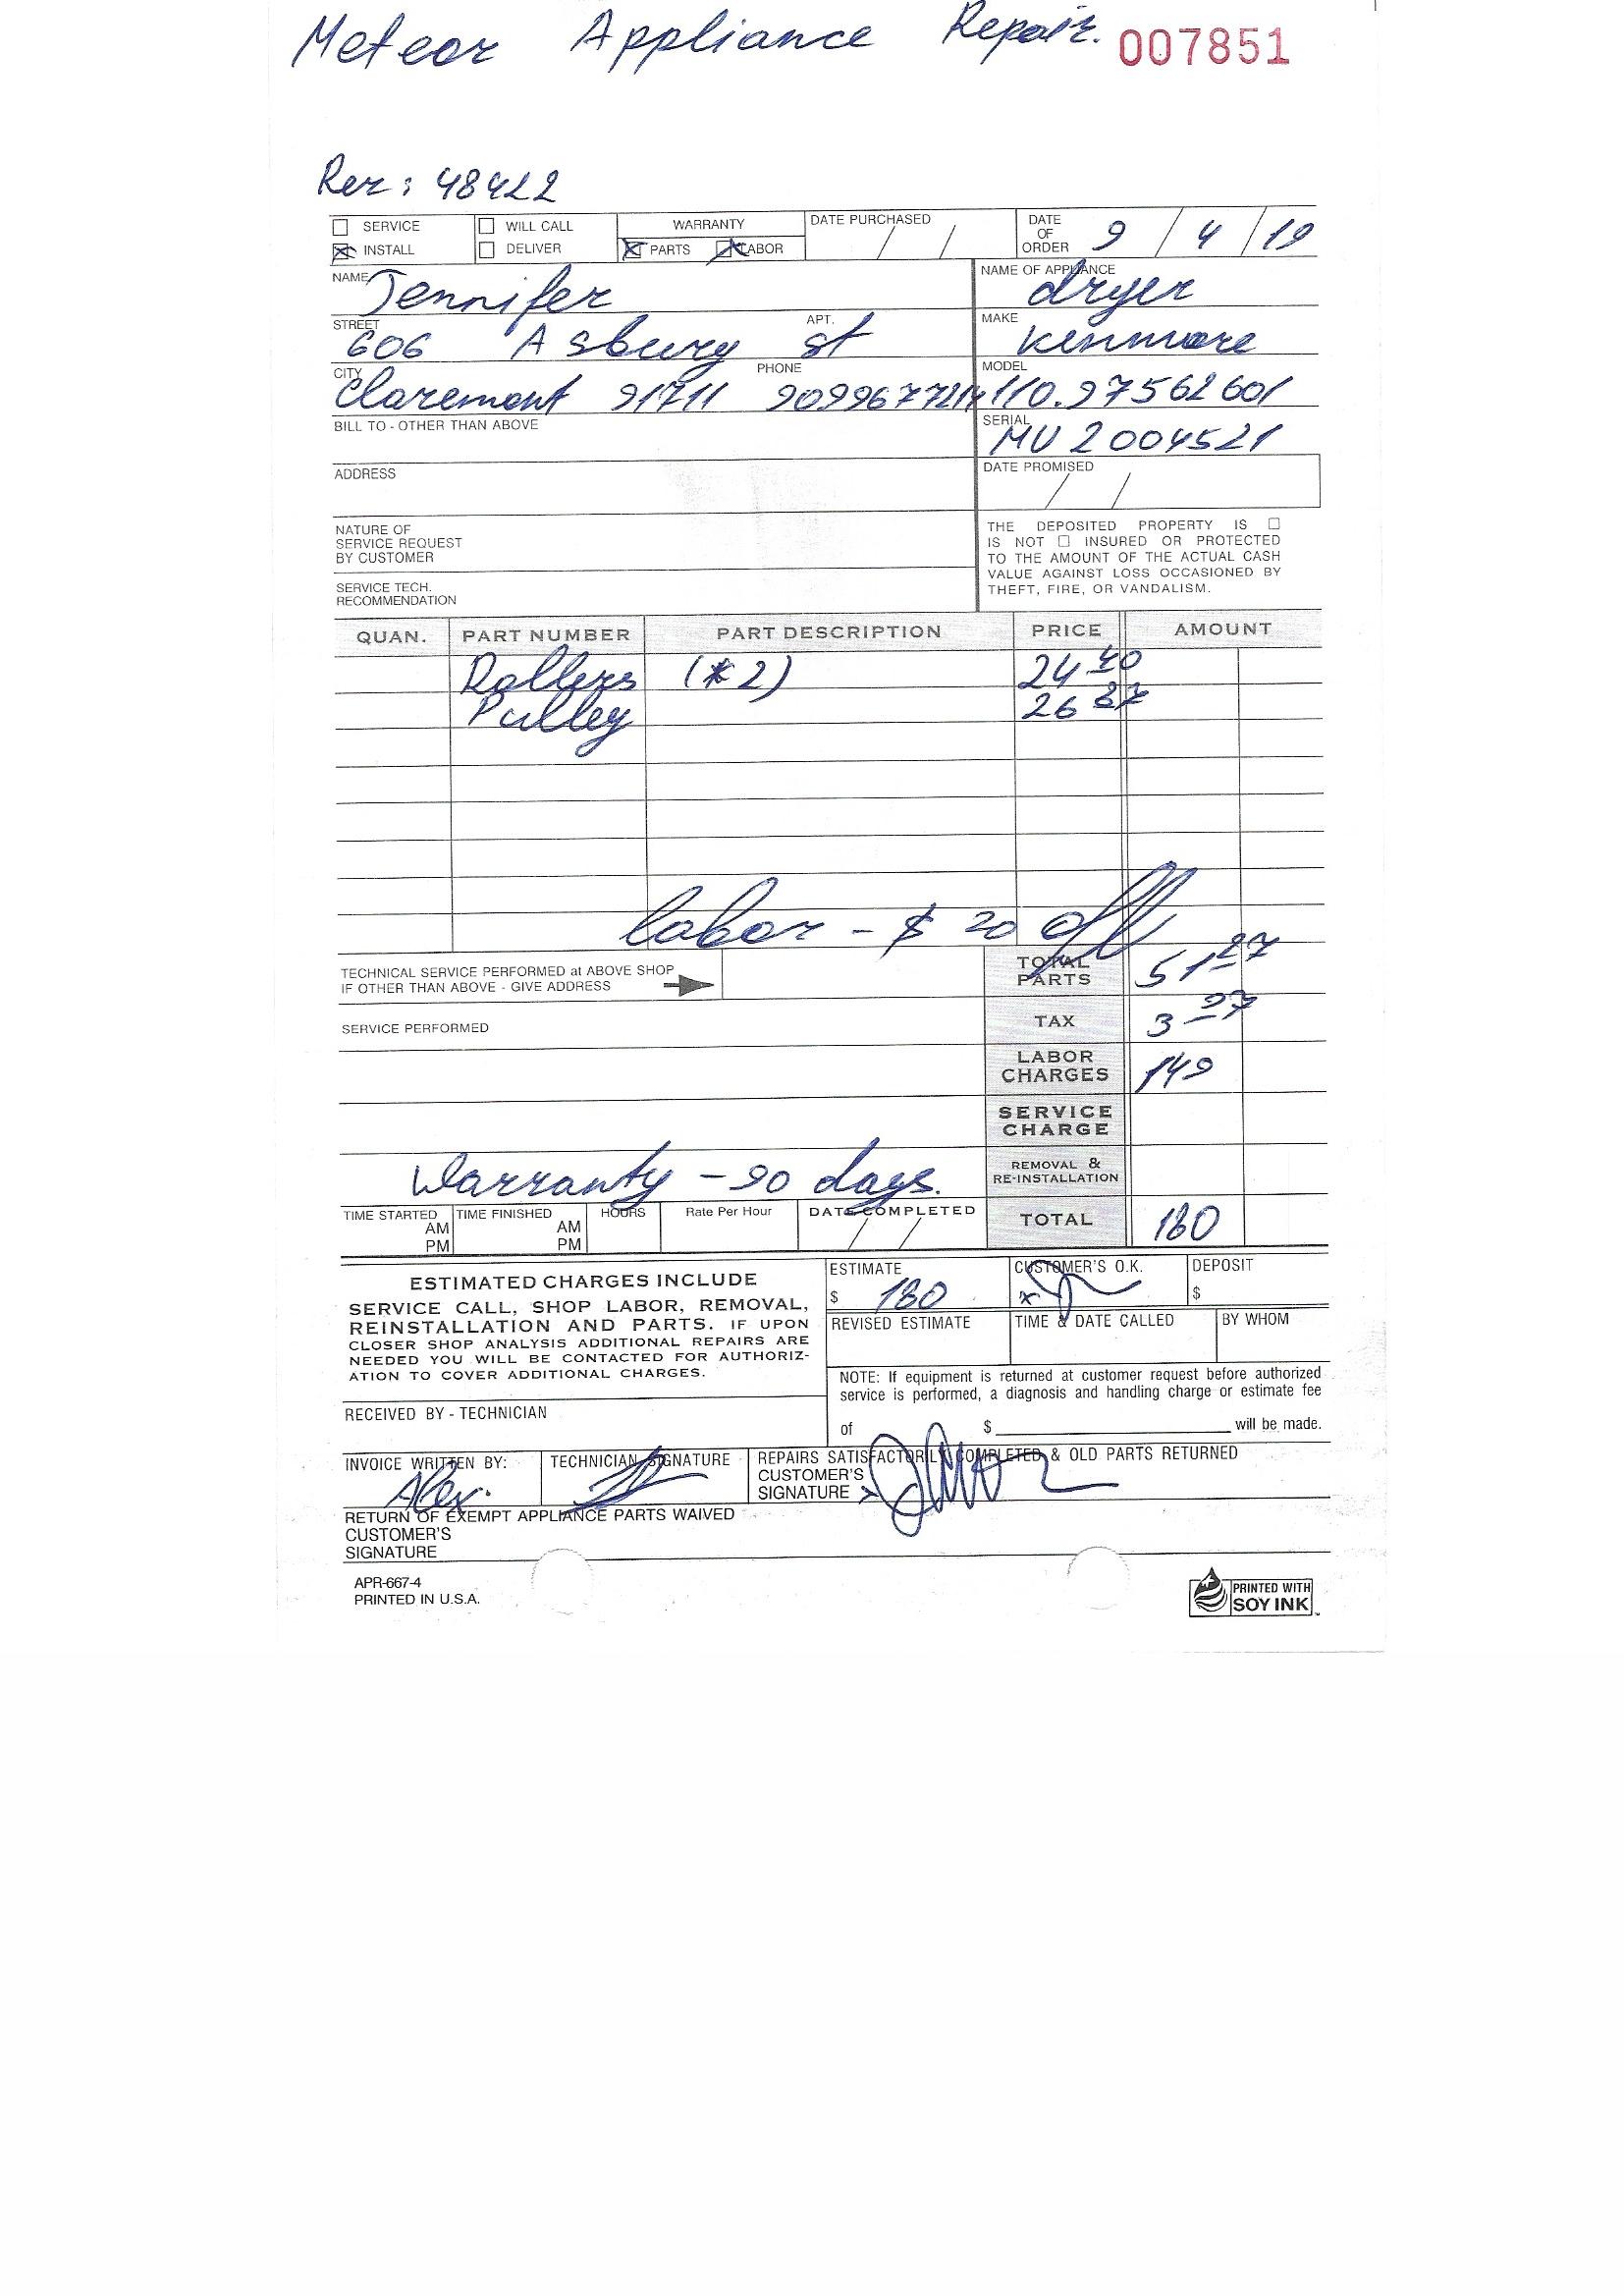 Meteor Appliance Repair. 007851
Rer: 48422
SERVICE WILL CALL WARRANTY DATE PURCHASED DATE OF ORDER 9/4/19
INSTALL DELIVER PARTS LABOR
NAME Jennifer NAME OF APPLIANCE dryer
STREET 606 Asbury st APT. MAKE kenmore
CITY Claremont 91711 PHONE 9099677214 MODEL 110.97562601
BILL TO - OTHER THAN ABOVE SERIAL MU2004521
ADDRESS DATE PROMISED
NATURE OF
SERVICE REQUEST
BY CUSTOMER
SERVICE TECH.
RECOMMENDATION
THE DEPOSITED PROPERTY IS
IS NOT INSURED OR PROTECTED
TO THE AMOUNT OF THE ACTUAL CASH
VALUE AGAINST LOSS OCCASIONED BY
THEFT, FIRE, OR VANDALISM.
QUAN. PART NUMBER PART DESCRIPTION PRICE AMOUNT
Rollers (*2) 24 40
Pulley 26 87
labor - $ 20 off
TECHNICAL SERVICE PERFORMED at ABOVE SHOP
IF OTHER THAN ABOVE - GIVE ADDRESS
TOTAL PARTS 51 27
SERVICE PERFORMED TAX 3 27
LABOR CHARGES 149
SERVICE CHARGE
Warranty - 90 days. REMOVAL & RE-INSTALLATION
TIME STARTED AM PM TIME FINISHED AM PM HOURS Rate Per Hour DATE COMPLETED TOTAL 180
ESTIMATED CHARGES INCLUDE
SERVICE CALL, SHOP LABOR, REMOVAL,
REINSTALLATION AND PARTS. IF UPON
CLOSER SHOP ANALYSIS ADDITIONAL REPAIRS ARE
NEEDED YOU WILL BE CONTACTED FOR AUTHORIZ-
ATION TO COVER ADDITIONAL CHARGES.
ESTIMATE $ 180 CUSTOMER'S O.K. x DEPOSIT $
REVISED ESTIMATE TIME & DATE CALLED BY WHOM
NOTE: If equipment is returned at customer request before authorized
service is performed, a diagnosis and handling charge or estimate fee
of $ will be made.
RECEIVED BY - TECHNICIAN
INVOICE WRITTEN BY: Alex. TECHNICIAN SIGNATURE REPAIRS SATISFACTORILY COMPLETED & OLD PARTS RETURNED
CUSTOMER'S
SIGNATURE
RETURN OF EXEMPT APPLIANCE PARTS WAIVED
CUSTOMER'S
SIGNATURE
APR-667-4
PRINTED IN U.S.A.
PRINTED WITH
SOY INK